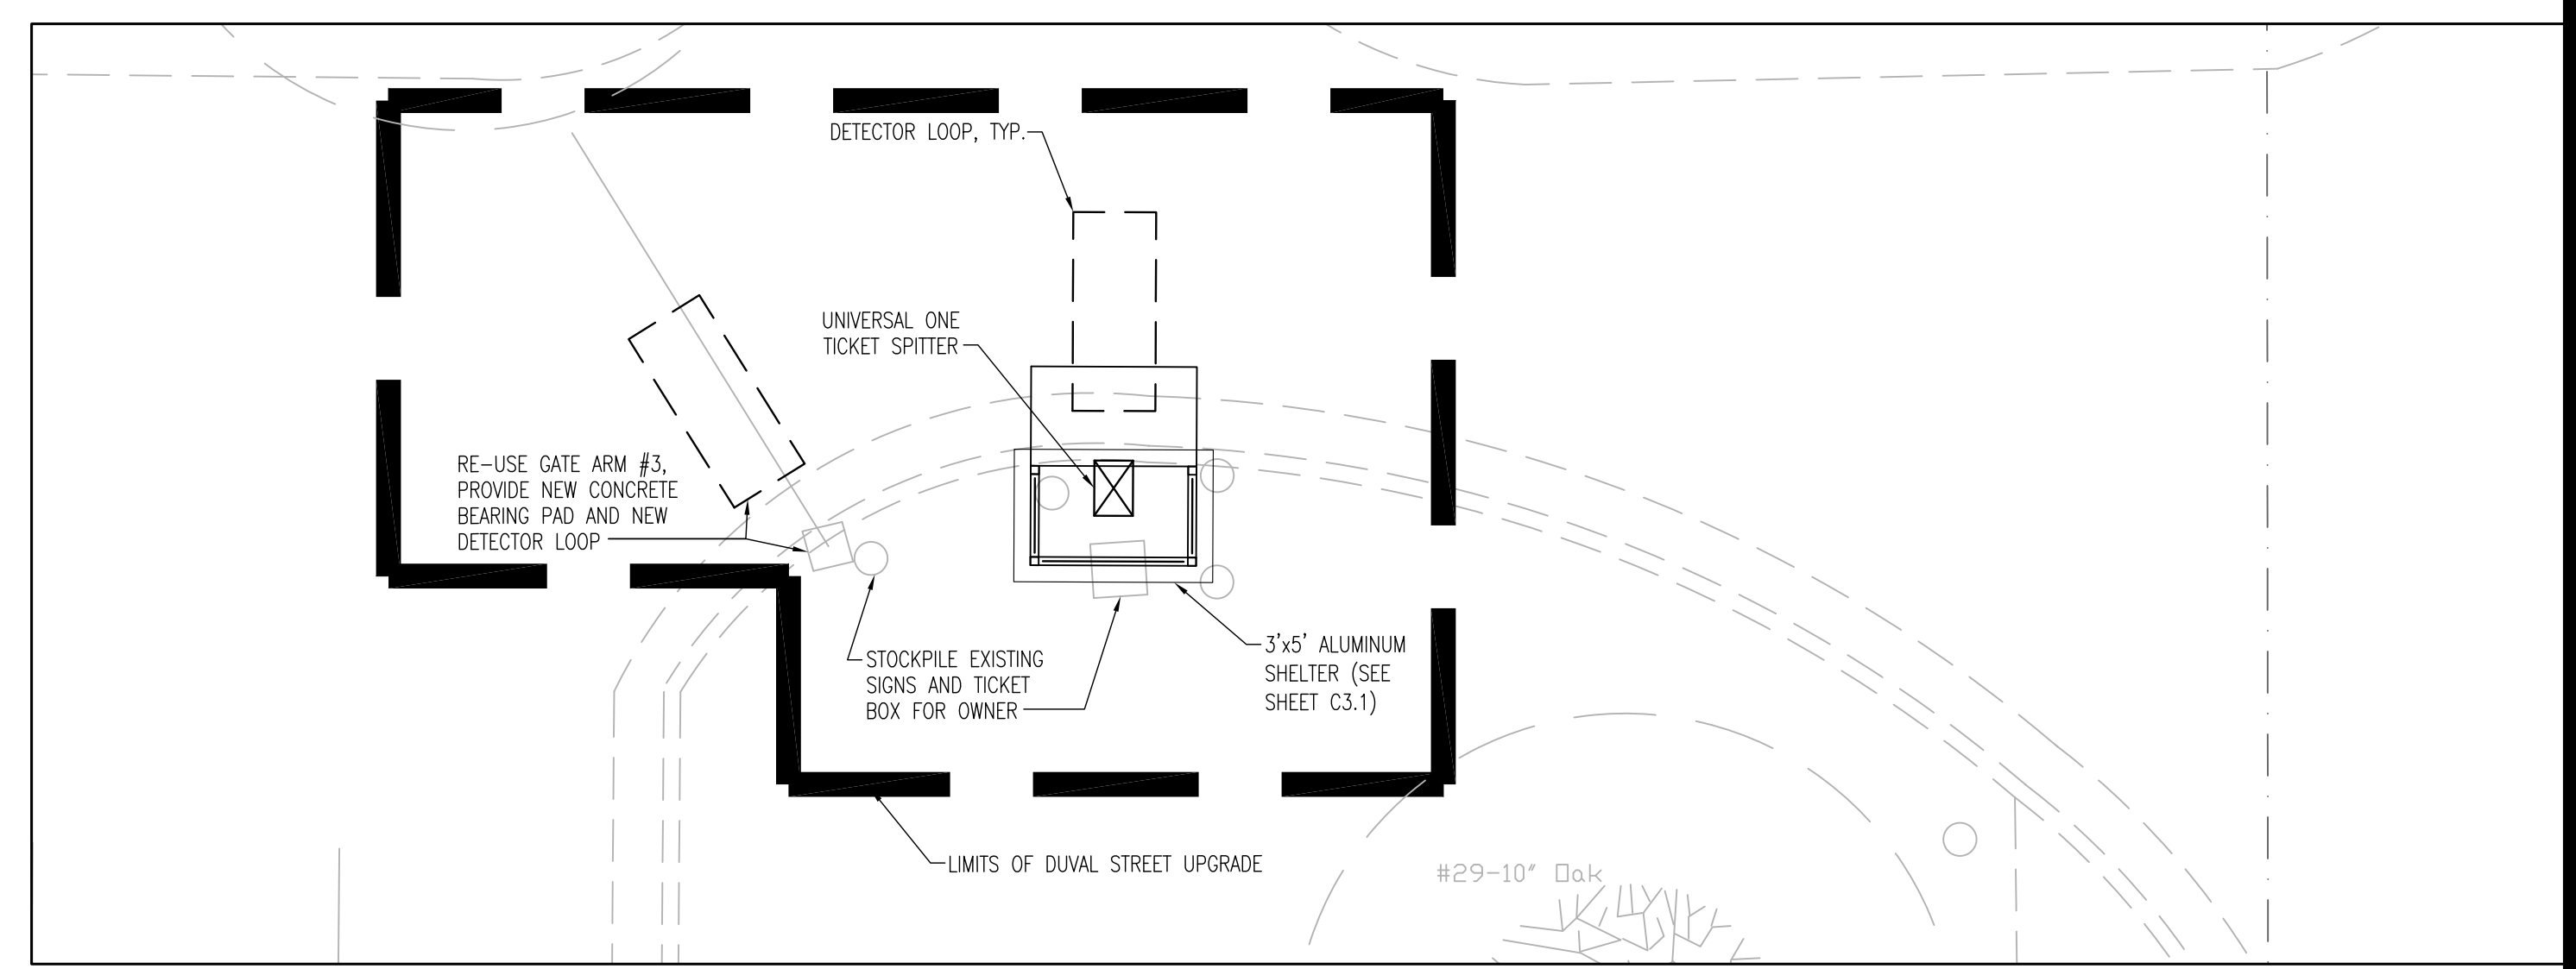 DETECTOR LOOP, TYP.
UNIVERSAL ONE
TICKET SPITTER
RE-USE GATE ARM #3,
PROVIDE NEW CONCRETE
BEARING PAD AND NEW
DETECTOR LOOP
STOCKPILE EXISTING
SIGNS AND TICKET
BOX FOR OWNER
3'x5' ALUMINUM
SHELTER (SEE
SHEET C3.1)
LIMITS OF DUVAL STREET UPGRADE
#29-10" Oak